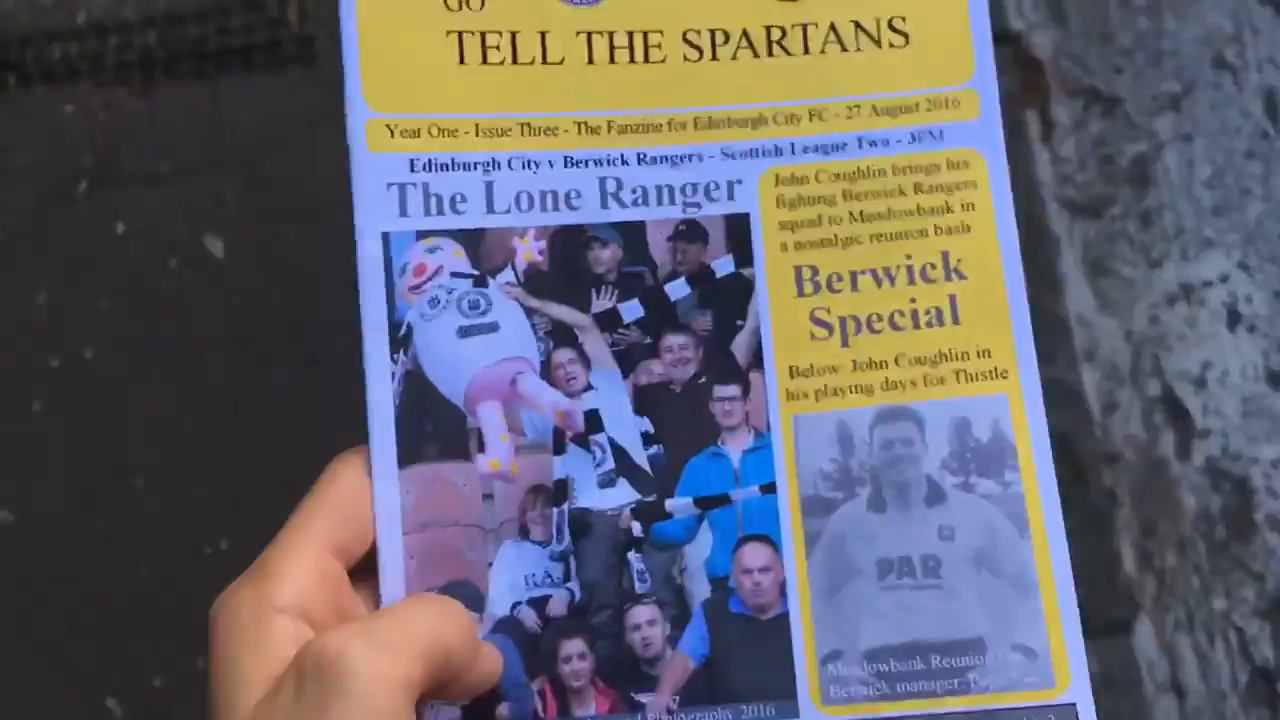 GO
TELL THE SPARTANS
Year One - Issue Three - The Fanzine for Edinburgh City FC - 27 August 2016
Edinburgh City v Berwick Rangers - Scottish League Two - 3PM
The Lone Ranger
John Coughlin brings his
fighting Berwick Rangers
squad to Meadowbank in
a nostalgic reunion bash
Berwick
Special
Below: John Coughlin in
his playing days for Thistle
PAR
Meadowbank Reunion
Berwick manager
Photography 2016